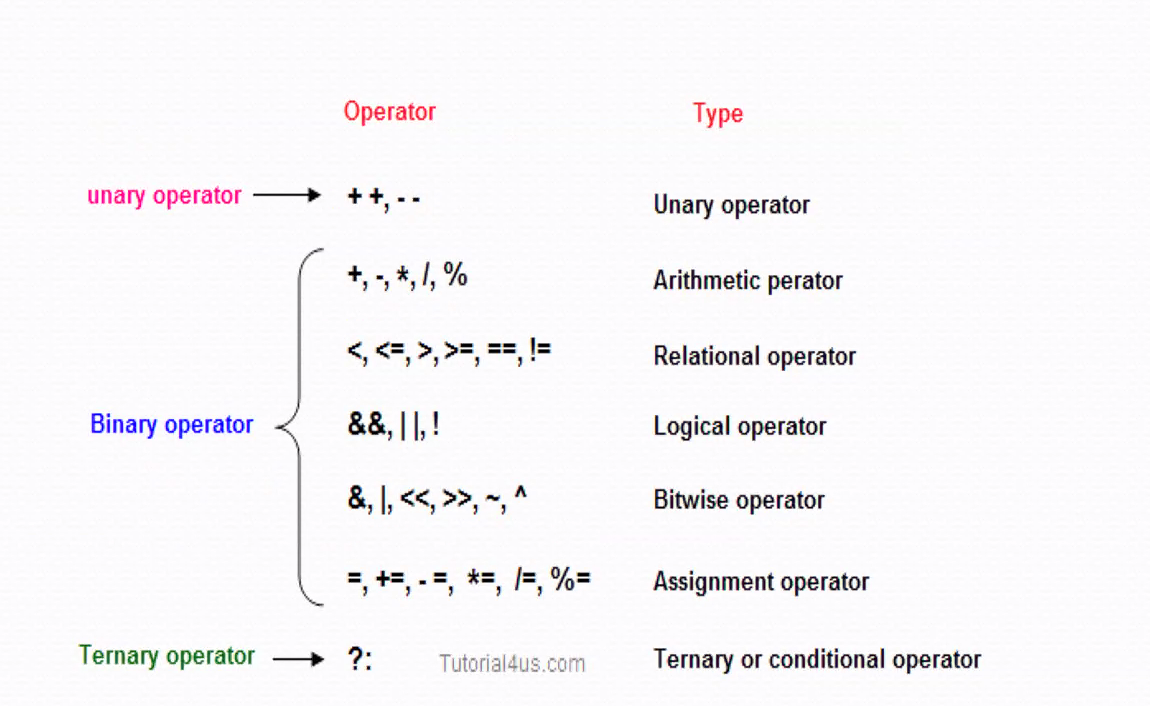 Operator Type
unary operator + +, - - Unary operator
+, -, *, /, % Arithmetic perator
<, <=, >, >=, ==, != Relational operator
Binary operator &&, | |, ! Logical operator
&, |, <<, >>, ~, ^ Bitwise operator
=, +=, - =, *=, /=, %= Assignment operator
Ternary operator ?: Tutorial4us.com Ternary or conditional operator